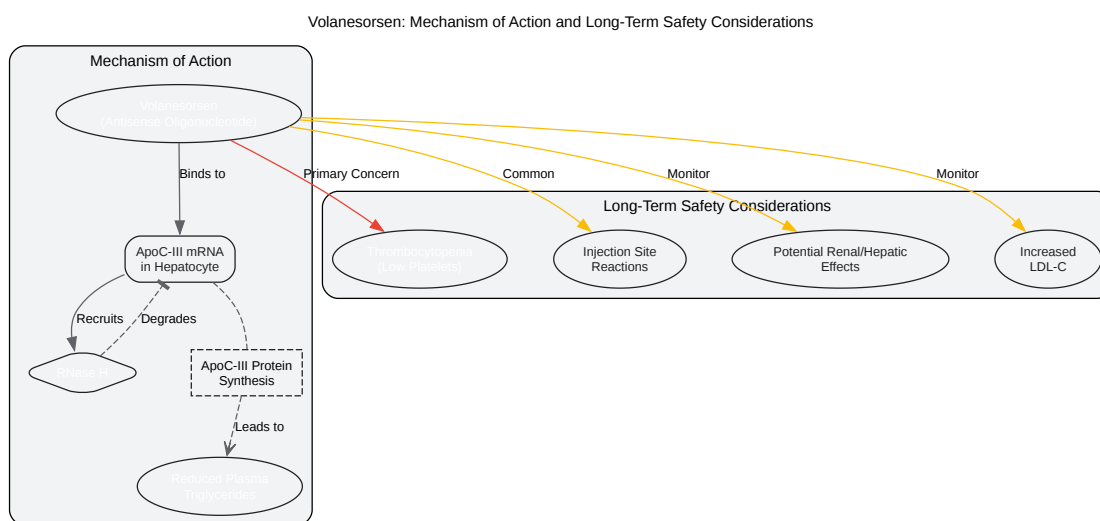 Volanesorsen: Mechanism of Action and Long-Term Safety Considerations
Mechanism of Action
Volanesorsen
(Antisense Oligonucleotide)
Binds to
Primary Concern
Common
Monitor
Monitor
Long-Term Safety Considerations
ApoC-III mRNA
in Hepatocyte
Thrombocytopenia
(Low Platelets)
Injection Site
Reactions
Potential Renal/Hepatic
Effects
Increased
LDL-C
Recruits
Degrades
RNase H
ApoC-III Protein
Synthesis
Leads to
Reduced Plasma
Triglycerides